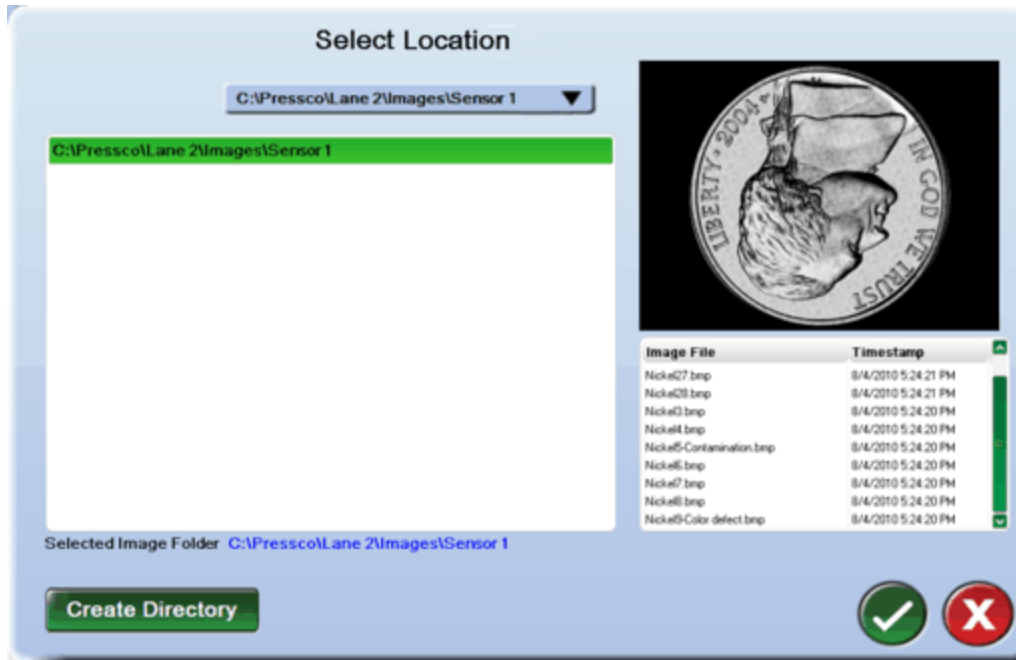 Select Location
C:\Pressco\Lane 2\Images\Sensor 1
C:\Pressco\Lane 2\Images\Sensor 1
LIBERTY • 2004
IN GOD WE TRUST
Image File Timestamp
Nickel27.bmp 8/4/2010 5:24:21 PM
Nickel28.bmp 8/4/2010 5:24:21 PM
Nickel3.bmp 8/4/2010 5:24:20 PM
Nickel4.bmp 8/4/2010 5:24:20 PM
Nickel5-Contamination.bmp 8/4/2010 5:24:20 PM
Nickel6.bmp 8/4/2010 5:24:20 PM
Nickel7.bmp 8/4/2010 5:24:20 PM
Nickel8.bmp 8/4/2010 5:24:20 PM
Nickel9-Color defect.bmp 8/4/2010 5:24:20 PM
Selected Image Folder C:\Pressco\Lane 2\Images\Sensor 1
Create Directory